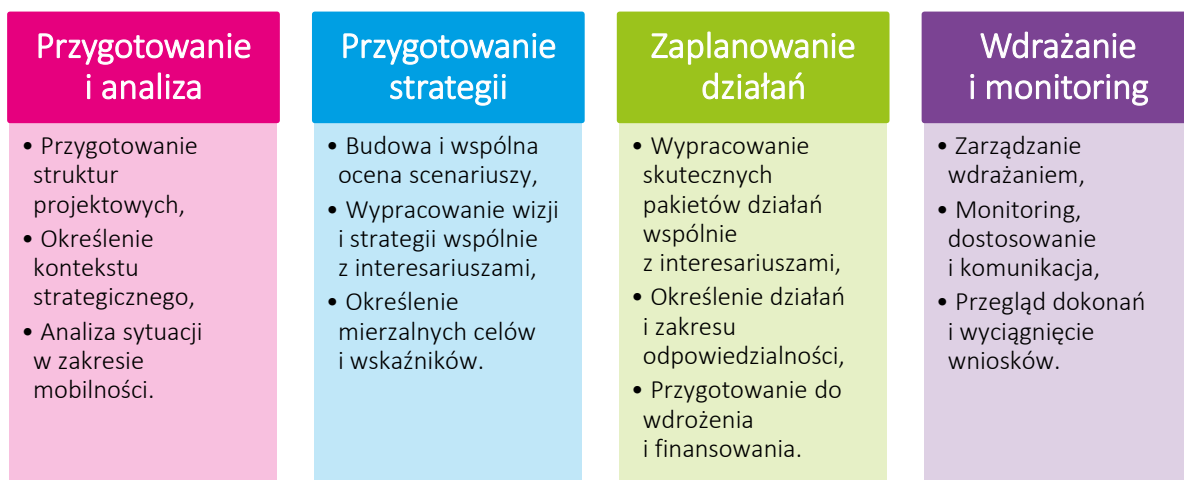 Przygotowanie
i analiza
• Przygotowanie
struktur
projektowych,
• Określenie
kontekstu
strategicznego,
• Analiza sytuacji
w zakresie
mobilności.
Przygotowanie
strategii
• Budowa i wspólna
ocena scenariuszy,
• Wypracowanie wizji
i strategii wspólnie
z interesariuszami,
• Określenie
mierzalnych celów
i wskaźników.
Zaplanowanie
działań
• Wypracowanie
skutecznych
pakietów działań
wspólnie
z interesariuszami,
• Określenie działań
i zakresu
odpowiedzialności,
• Przygotowanie do
wdrożenia
i finansowania.
Wdrażanie
i monitoring
• Zarządzanie
wdrażaniem,
• Monitoring,
dostosowanie
i komunikacja,
• Przegląd dokonań
i wyciągnięcie
wniosków.